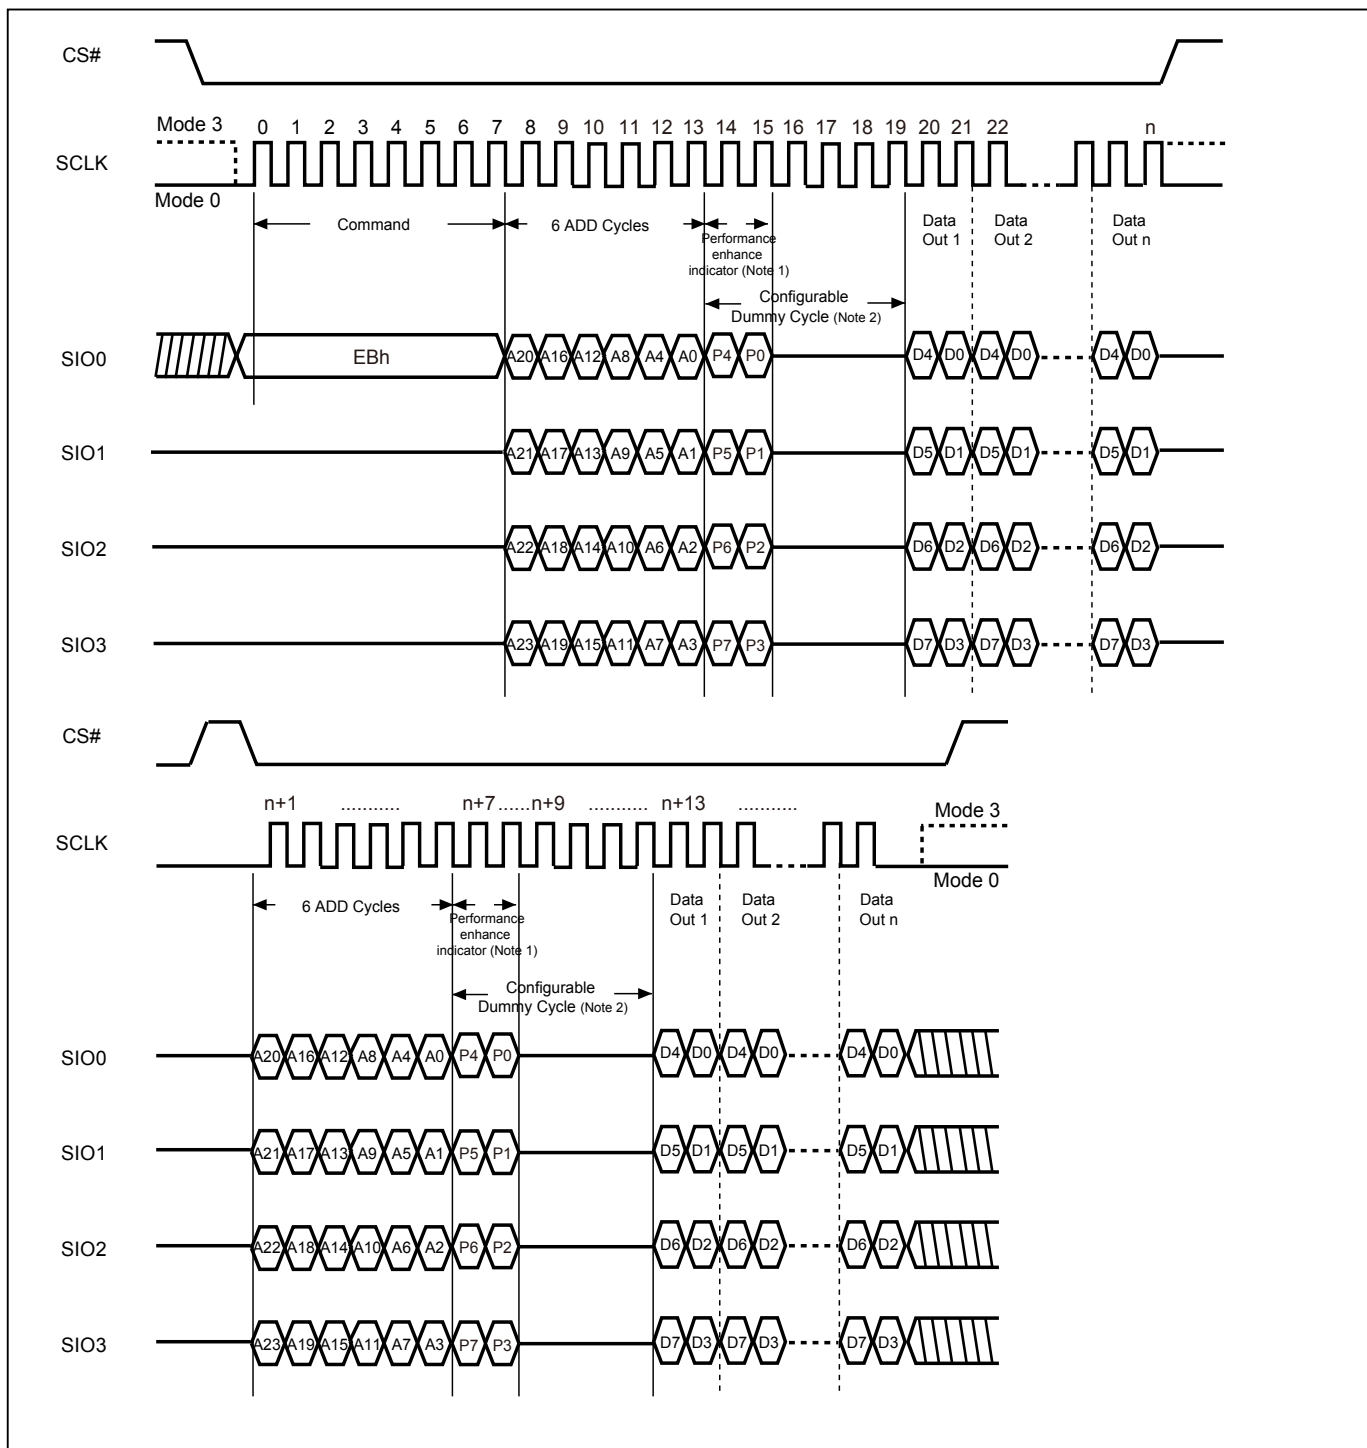 CS#
Mode 3
0 1 2 3 4 5 6 7 8 9 10 11 12 13 14 15 16 17 18 19 20 21 22 n
SCLK
Mode 0
Command
6 ADD Cycles
Performance
enhance
indicator (Note 1)
Data
Out 1
Data
Out 2
Data
Out n
Configurable
Dummy Cycle (Note 2)
SIO0 EBh A20 A16 A12 A8 A4 A0 P4 P0 D4 D0 D4 D0 D4 D0
SIO1 A21 A17 A13 A9 A5 A1 P5 P1 D5 D1 D5 D1 D5 D1
SIO2 A22 A18 A14 A10 A6 A2 P6 P2 D6 D2 D6 D2 D6 D2
SIO3 A23 A19 A15 A11 A7 A3 P7 P3 D7 D3 D7 D3 D7 D3
CS#
n+1 ........... n+7 ...... n+9 ........... n+13 ...........
Mode 3
SCLK
Mode 0
6 ADD Cycles
Performance
enhance
indicator (Note 1)
Data
Out 1
Data
Out 2
Data
Out n
Configurable
Dummy Cycle (Note 2)
SIO0 A20 A16 A12 A8 A4 A0 P4 P0 D4 D0 D4 D0 D4 D0
SIO1 A21 A17 A13 A9 A5 A1 P5 P1 D5 D1 D5 D1 D5 D1
SIO2 A22 A18 A14 A10 A6 A2 P6 P2 D6 D2 D6 D2 D6 D2
SIO3 A23 A19 A15 A11 A7 A3 P7 P3 D7 D3 D7 D3 D7 D3